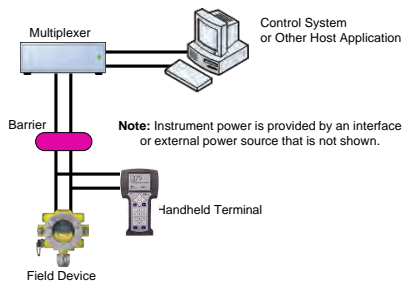 Control System
or Other Host Application
Multiplexer
Barrier
Note: Instrument power is provided by an interface
or external power source that is not shown.
Handheld Terminal
Field Device